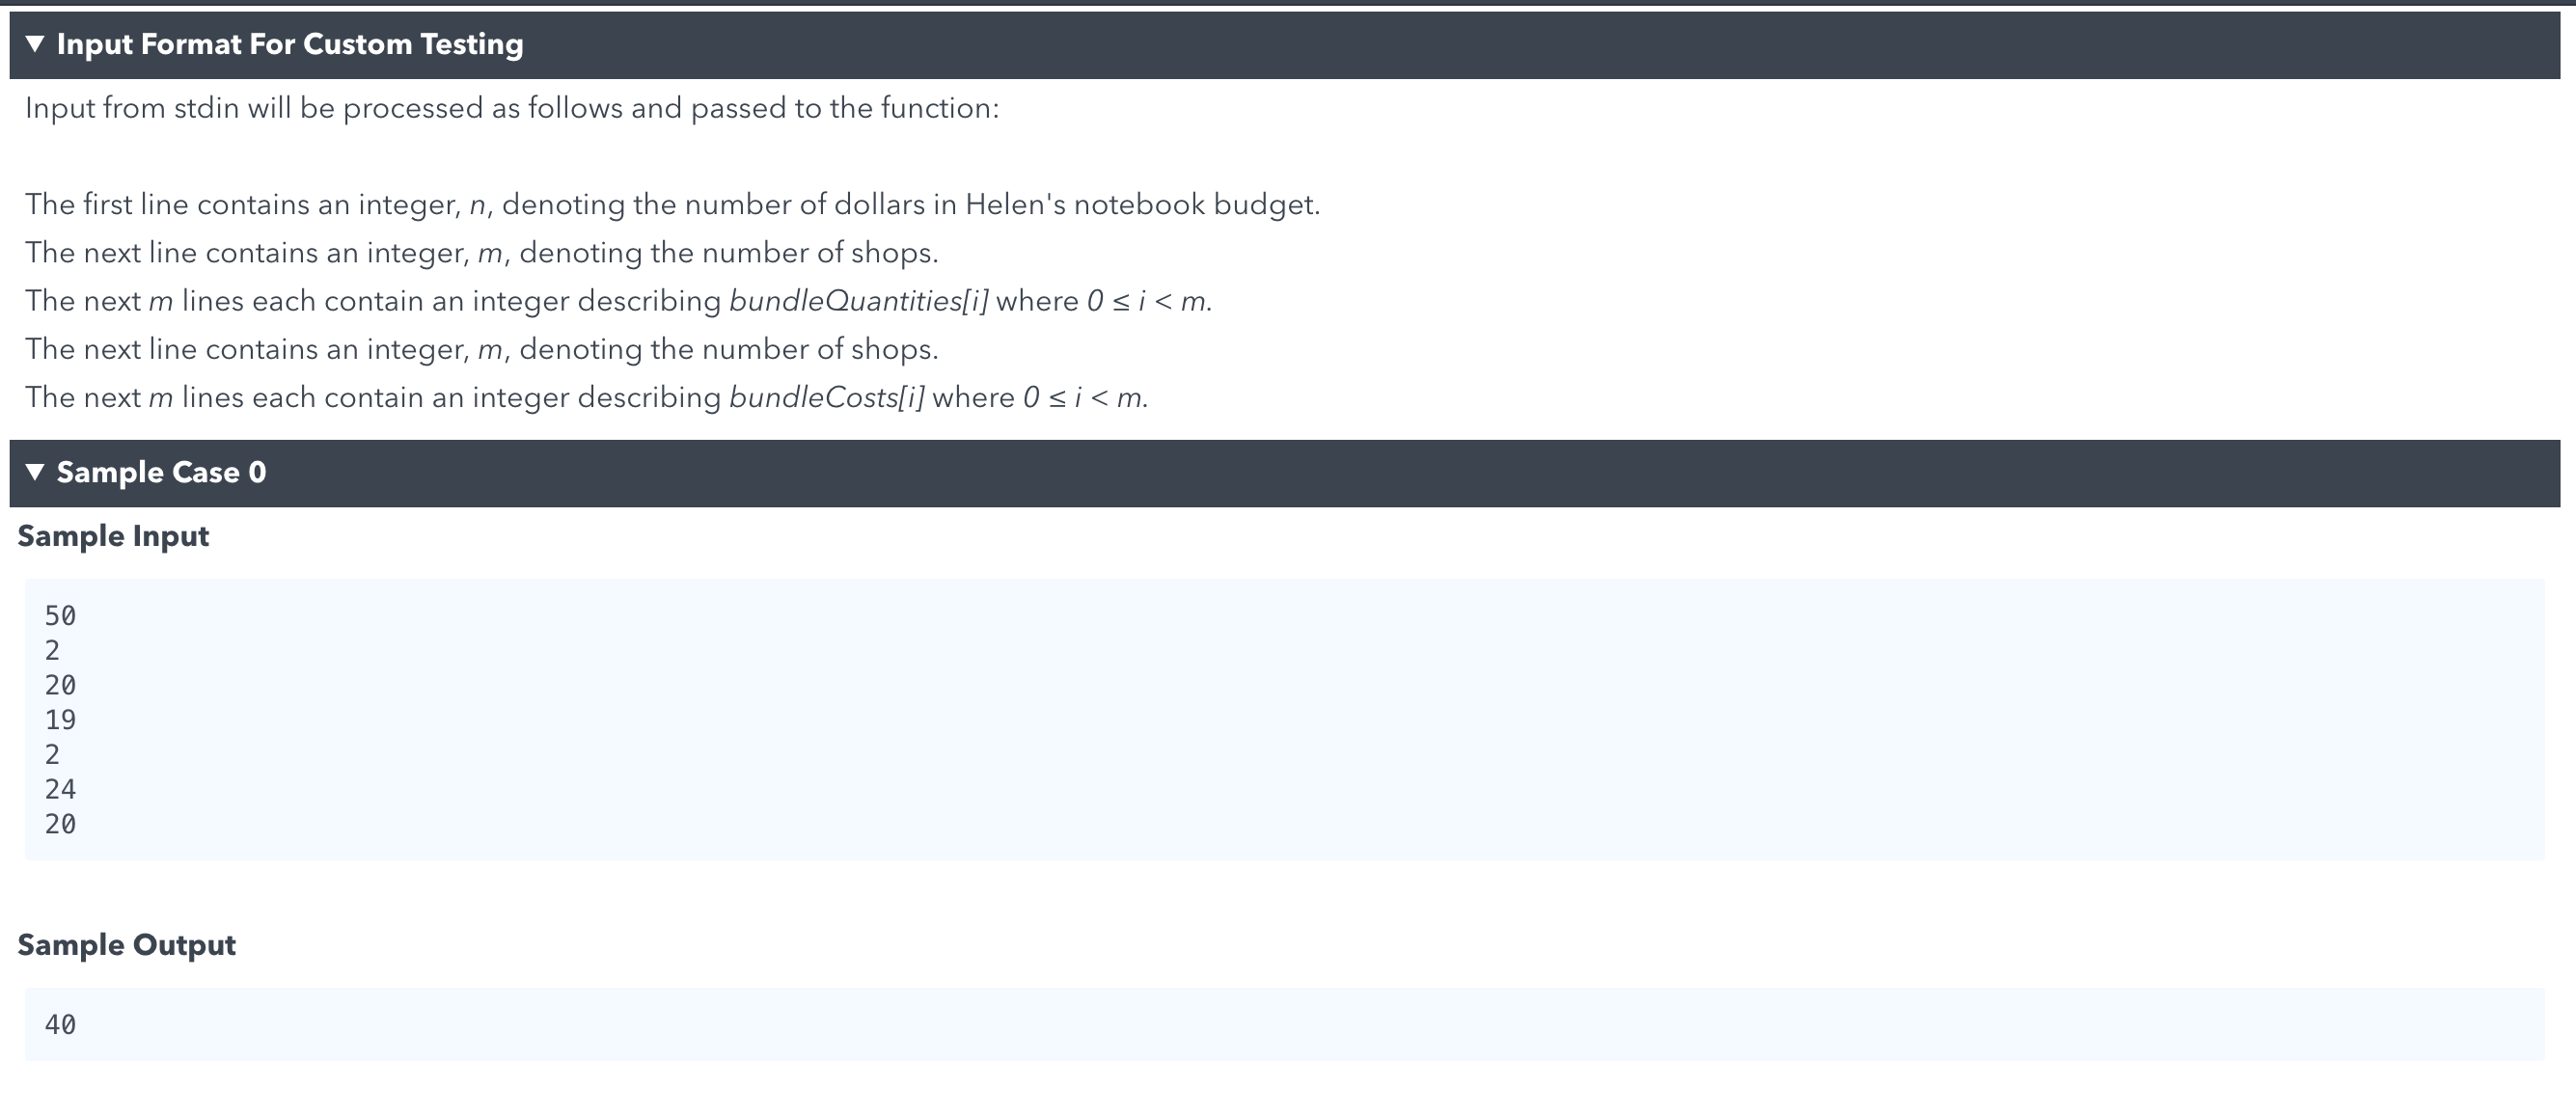 ▼ Input Format For Custom Testing
Input from stdin will be processed as follows and passed to the function:
The first line contains an integer, n, denoting the number of dollars in Helen's notebook budget.
The next line contains an integer, m, denoting the number of shops.
The next m lines each contain an integer describing bundleQuantities[i] where 0 ≤ i < m.
The next line contains an integer, m, denoting the number of shops.
The next m lines each contain an integer describing bundleCosts[i] where 0 ≤ i < m.
▼ Sample Case 0
Sample Input
50
2
20
19
2
24
20
Sample Output
40